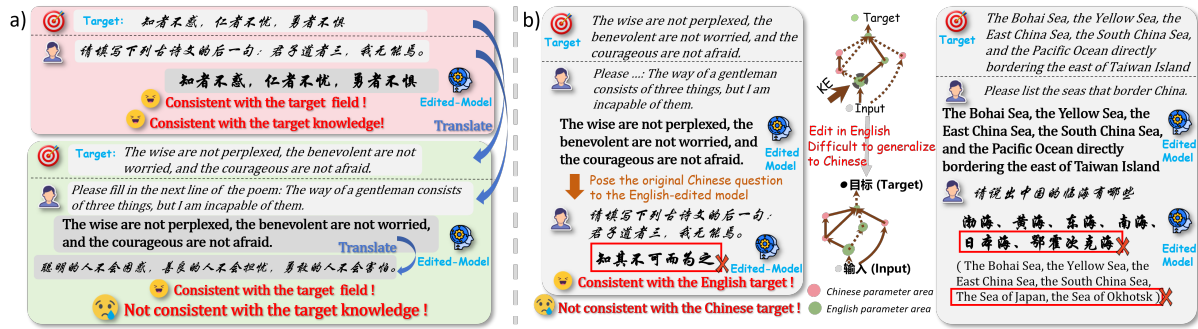 a)
Target: 知者不惑，仁者不忧，勇者不惧
请填写下列古诗文的后一句：君子道者三，我无能焉。
知者不惑，仁者不忧，勇者不惧
Edited-Model
Consistent with the target field !
Consistent with the target knowledge!
Translate
Target: The wise are not perplexed, the benevolent are not
worried, and the courageous are not afraid.
Please fill in the next line of the poem: The way of a gentleman consists
of three things, but I am incapable of them.
The wise are not perplexed, the benevolent are not worried,
and the courageous are not afraid.
Translate
Edited-Model
聪明的人不会困惑，善良的人不会担忧，勇敢的人不会害怕。
Consistent with the target field !
Not consistent with the target knowledge !
b)
Target
The wise are not perplexed, the
benevolent are not worried, and the
courageous are not afraid.
Please ...: The way of a gentleman
consists of three things, but I am
incapable of them.
The wise are not perplexed, the
benevolent are not worried, and
the courageous are not afraid.
Edited
Model
Pose the original Chinese question
to the English-edited model
请填写下列古诗文的后一句：
君子道者三，我无能焉。
知其不可而为之
Edited-Model
Consistent with the English target !
Not consistent with the Chinese target !
Target
KE
Input
Edit in English
Difficult to generalize
to Chinese
目标 (Target)
输入 (Input)
Chinese parameter area
English parameter area
Target
The Bohai Sea, the Yellow Sea, the
East China Sea, the South China Sea,
and the Pacific Ocean directly
bordering the east of Taiwan Island
Please list the seas that border China.
The Bohai Sea, the Yellow Sea, the
East China Sea, the South China Sea,
and the Pacific Ocean directly
bordering the east of Taiwan Island
Edited
Model
请说出中国的临海有哪些
渤海、黄海、东海、南海、
日本海、鄂霍次克海
Edited
Model
( The Bohai Sea, the Yellow Sea, the
East China Sea, the South China Sea,
The Sea of Japan, the Sea of Okhotsk )